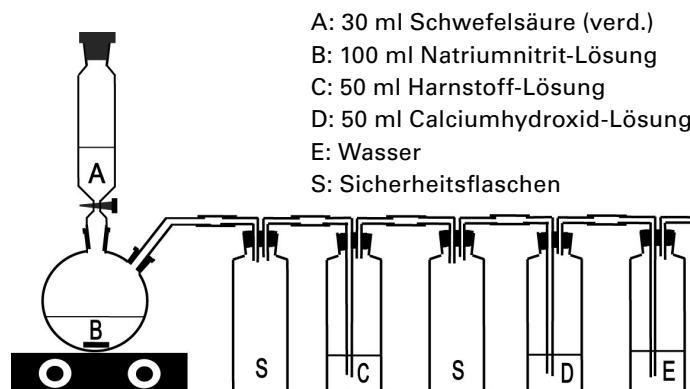 A: 30 ml Schwefelsäure (verd.)
B: 100 ml Natriumnitrit-Lösung
C: 50 ml Harnstoff-Lösung
D: 50 ml Calciumhydroxid-Lösung
E: Wasser
S: Sicherheitsflaschen
A
B
S
C
S
D
E